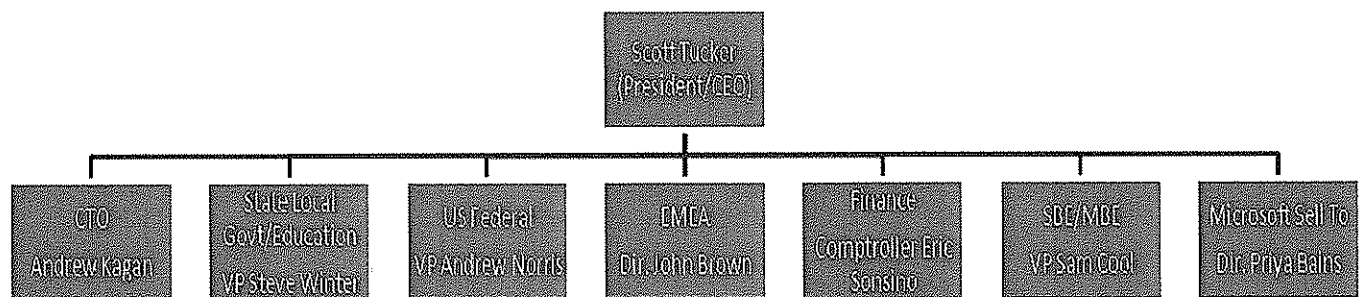 Scott Tucker
(President/CEO)
CTO
Andrew Kagan
State Local
Govt/Education
VP Steve Winter
US Federal
VP Andrew Norris
EMEA
Dir. John Brown
Finance
Comptroller Eric
Sonsino
SBE/MBE
VP Sam Cool
Microsoft Sell To
Dir. Priya Bains